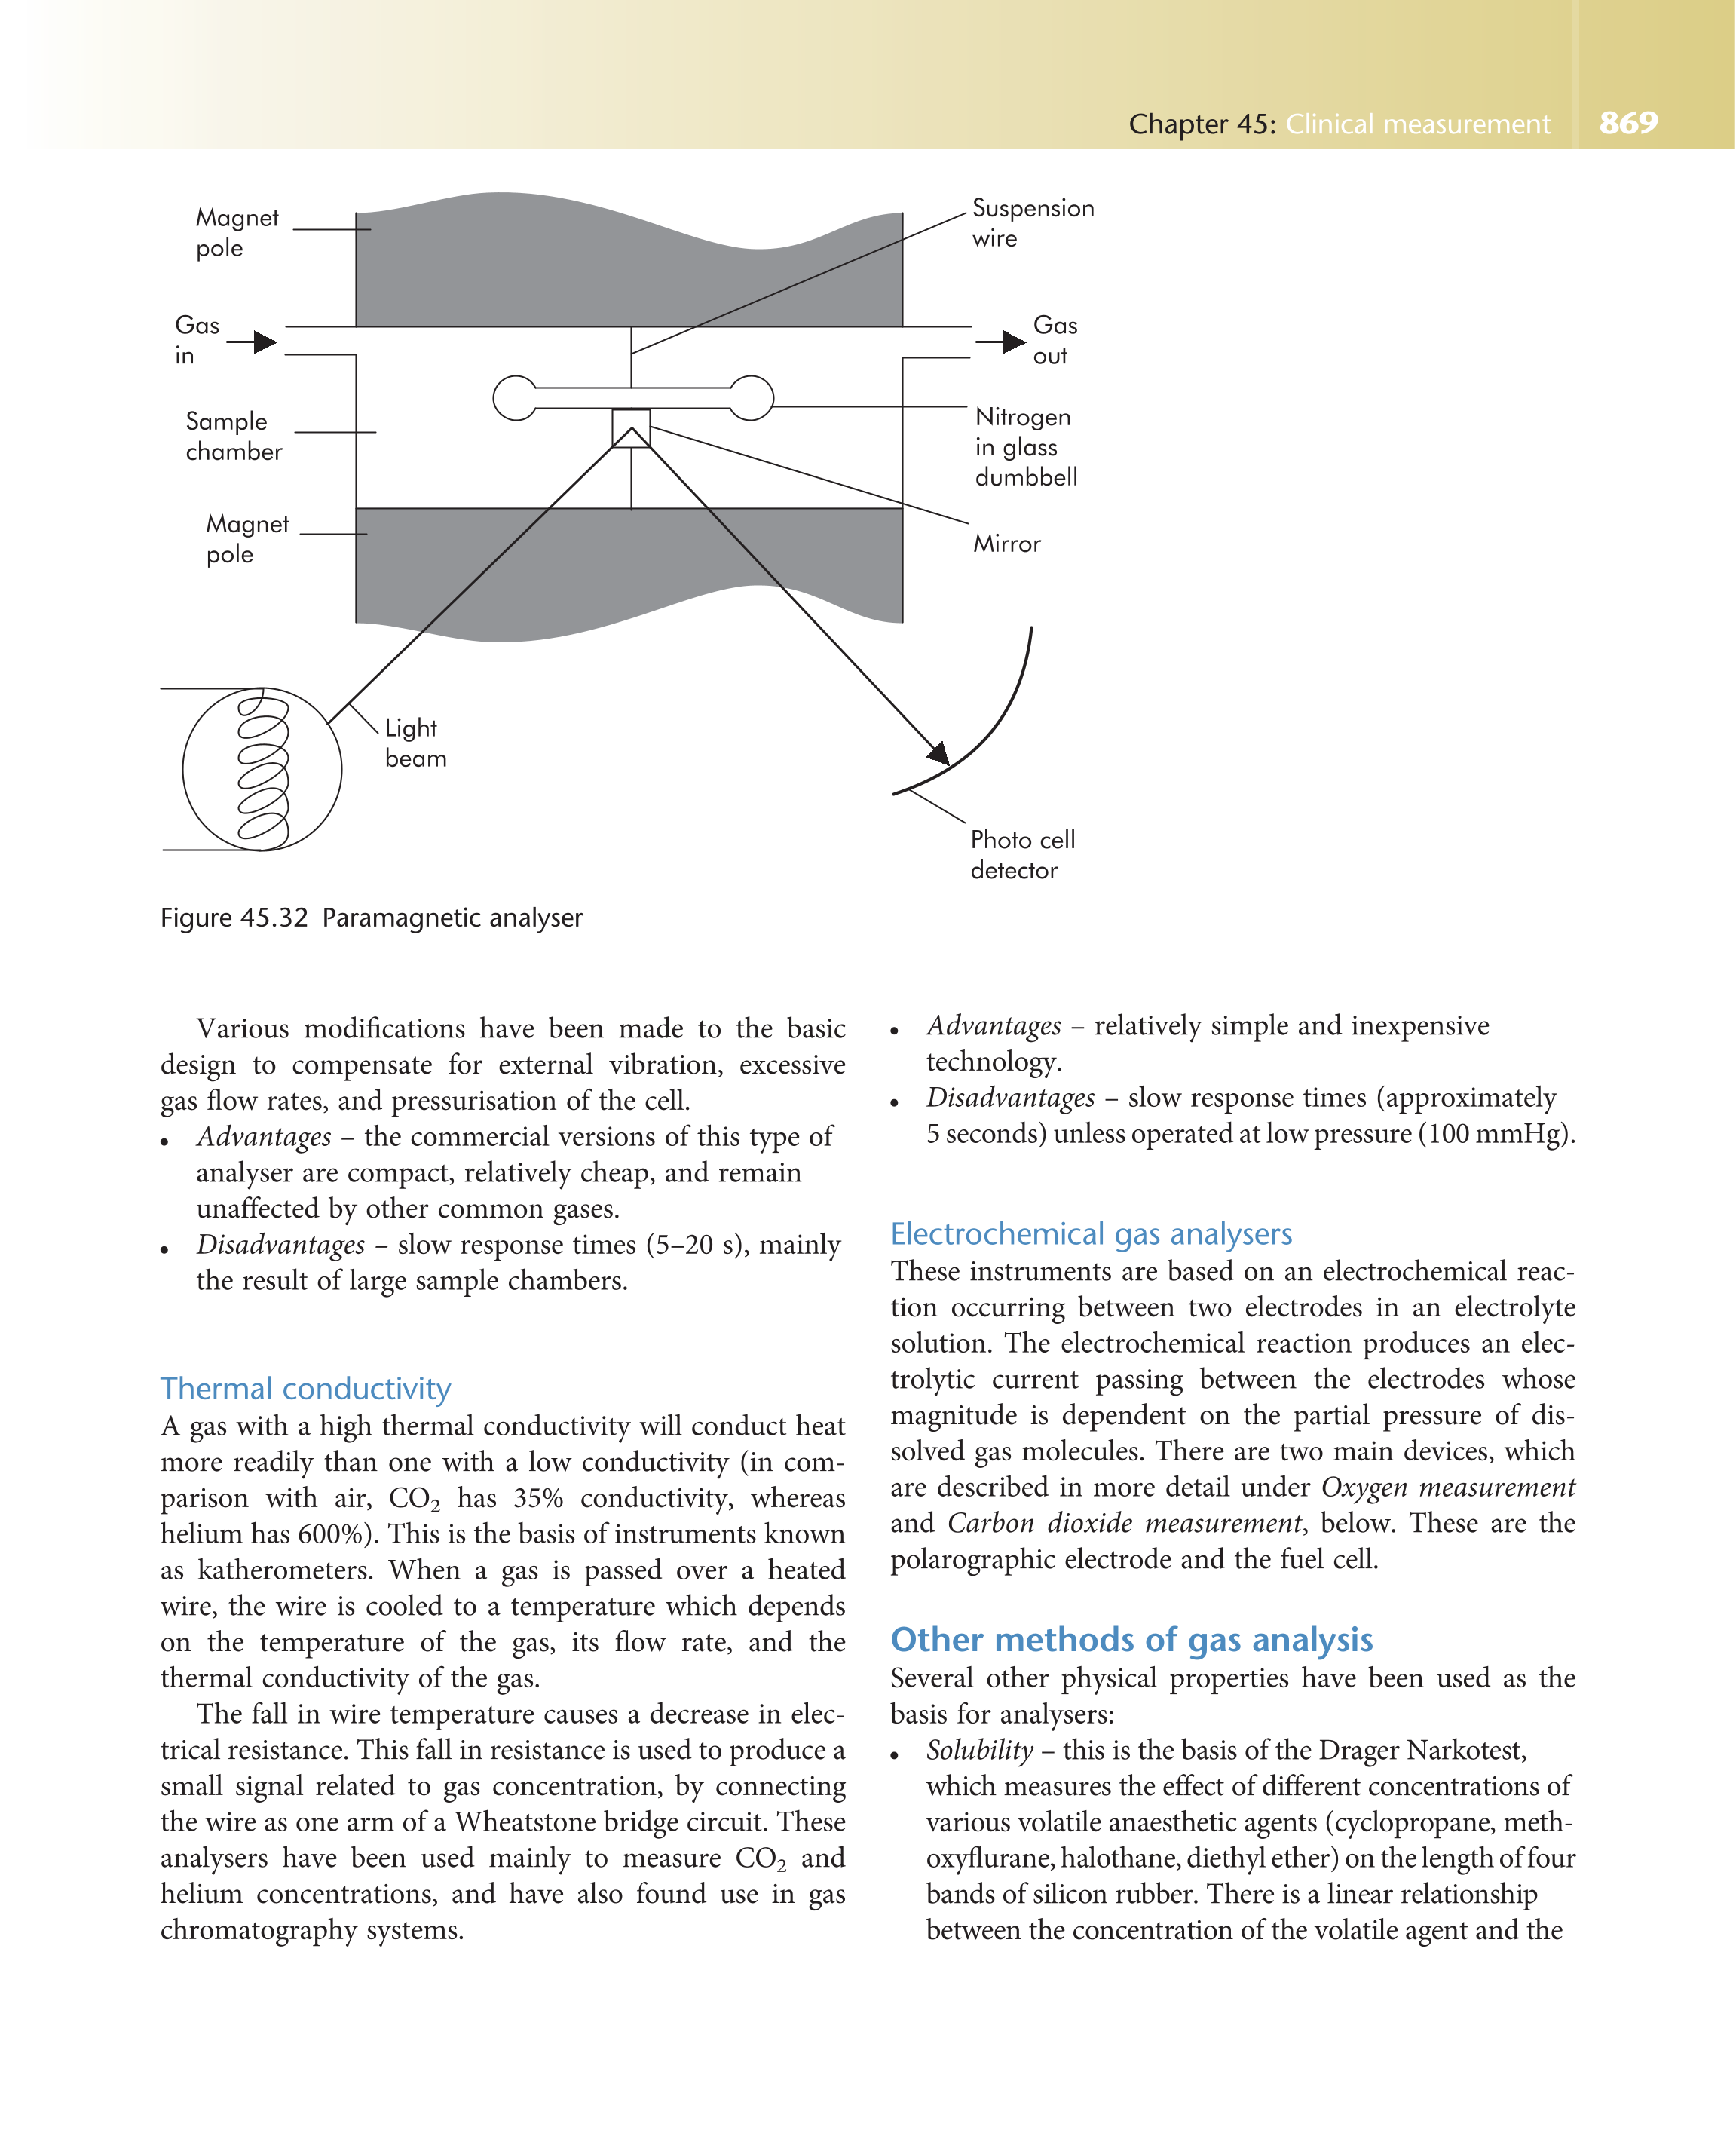 Chapter 45: Clinical measurement 869
Magnet
pole
Suspension
wire
Gas
in
Gas
out
Sample
chamber
Nitrogen
in glass
dumbbell
Magnet
pole
Mirror
Light
beam
Photo cell
detector
Figure 45.32 Paramagnetic analyser
Various modifications have been made to the basic
design to compensate for external vibration, excessive
gas flow rates, and pressurisation of the cell.
• Advantages – the commercial versions of this type of
analyser are compact, relatively cheap, and remain
unaffected by other common gases.
• Disadvantages – slow response times (5–20 s), mainly
the result of large sample chambers.
Thermal conductivity
A gas with a high thermal conductivity will conduct heat
more readily than one with a low conductivity (in com-
parison with air, CO₂ has 35% conductivity, whereas
helium has 600%). This is the basis of instruments known
as katherometers. When a gas is passed over a heated
wire, the wire is cooled to a temperature which depends
on the temperature of the gas, its flow rate, and the
thermal conductivity of the gas.
The fall in wire temperature causes a decrease in elec-
trical resistance. This fall in resistance is used to produce a
small signal related to gas concentration, by connecting
the wire as one arm of a Wheatstone bridge circuit. These
analysers have been used mainly to measure CO₂ and
helium concentrations, and have also found use in gas
chromatography systems.
• Advantages – relatively simple and inexpensive
technology.
• Disadvantages – slow response times (approximately
5 seconds) unless operated at low pressure (100 mmHg).
Electrochemical gas analysers
These instruments are based on an electrochemical reac-
tion occurring between two electrodes in an electrolyte
solution. The electrochemical reaction produces an elec-
trolytic current passing between the electrodes whose
magnitude is dependent on the partial pressure of dis-
solved gas molecules. There are two main devices, which
are described in more detail under Oxygen measurement
and Carbon dioxide measurement, below. These are the
polarographic electrode and the fuel cell.
Other methods of gas analysis
Several other physical properties have been used as the
basis for analysers:
• Solubility – this is the basis of the Drager Narkotest,
which measures the effect of different concentrations of
various volatile anaesthetic agents (cyclopropane, meth-
oxyflurane, halothane, diethyl ether) on the length of four
bands of silicon rubber. There is a linear relationship
between the concentration of the volatile agent and the